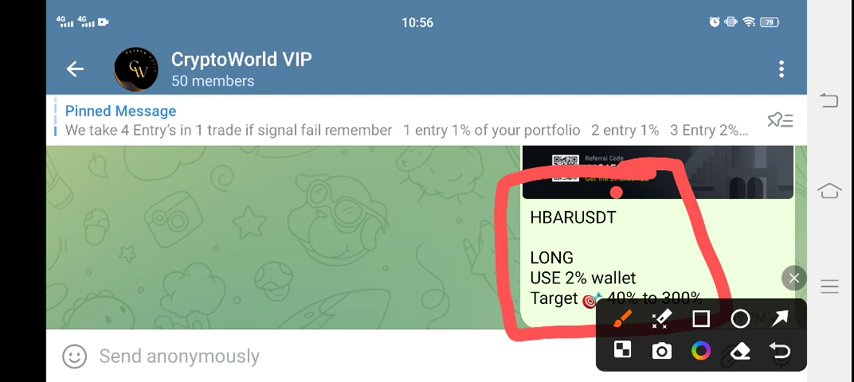 4G 4G 10:56 79
CryptoWorld VIP
50 members
Pinned Message
We take 4 Entry's in 1 trade if signal fail remember 1 entry 1% of your portfolio 2 entry 1% 3 Entry 2%...
Referral Code
HBARUSDT
LONG
USE 2% wallet
Target 🎯 40% to 300%
Send anonymously